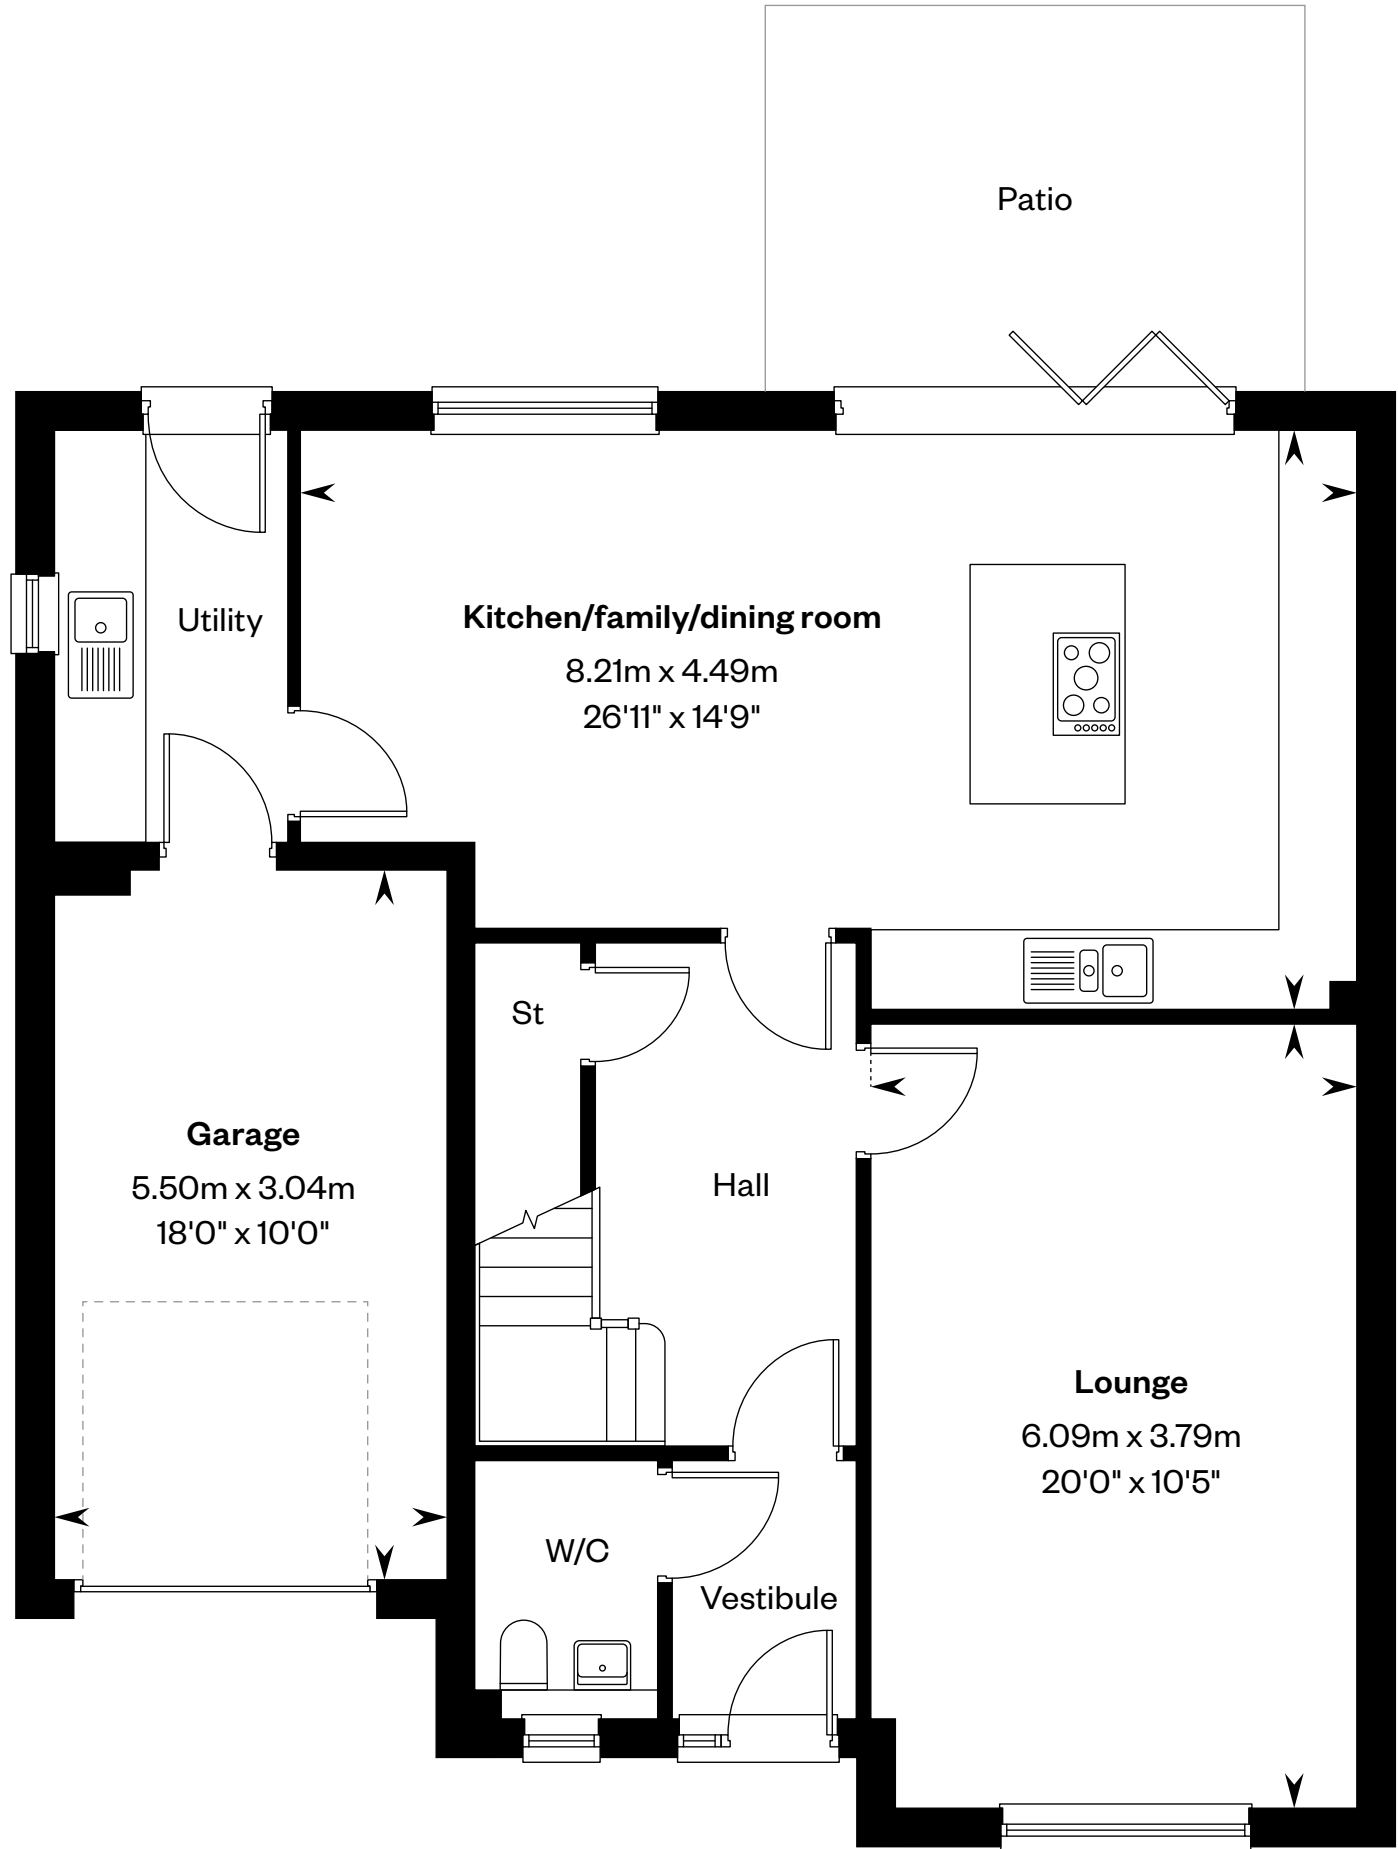 Patio
Utility
Kitchen/family/dining room
8.21m x 4.49m
26'11" x 14'9"
St
Garage
5.50m x 3.04m
18'0" x 10'0"
Hall
Lounge
6.09m x 3.79m
20'0" x 10'5"
W/C
Vestibule